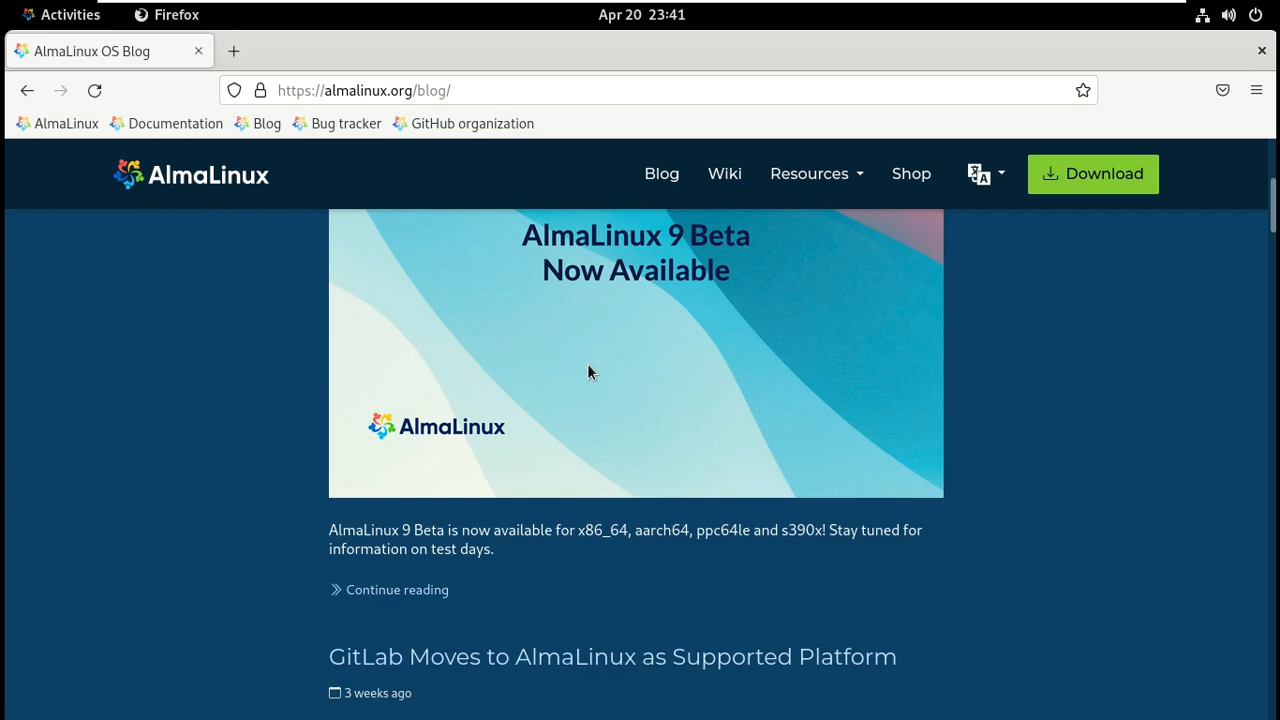 Activities Firefox Apr 20 23:41
AlmaLinux OS Blog
https://almalinux.org/blog/
AlmaLinux Documentation Blog Bug tracker GitHub organization
AlmaLinux Blog Wiki Resources Shop Download
AlmaLinux 9 Beta
Now Available
AlmaLinux
AlmaLinux 9 Beta is now available for x86_64, aarch64, ppc64le and s390x! Stay tuned for
information on test days.
Continue reading
GitLab Moves to AlmaLinux as Supported Platform
3 weeks ago